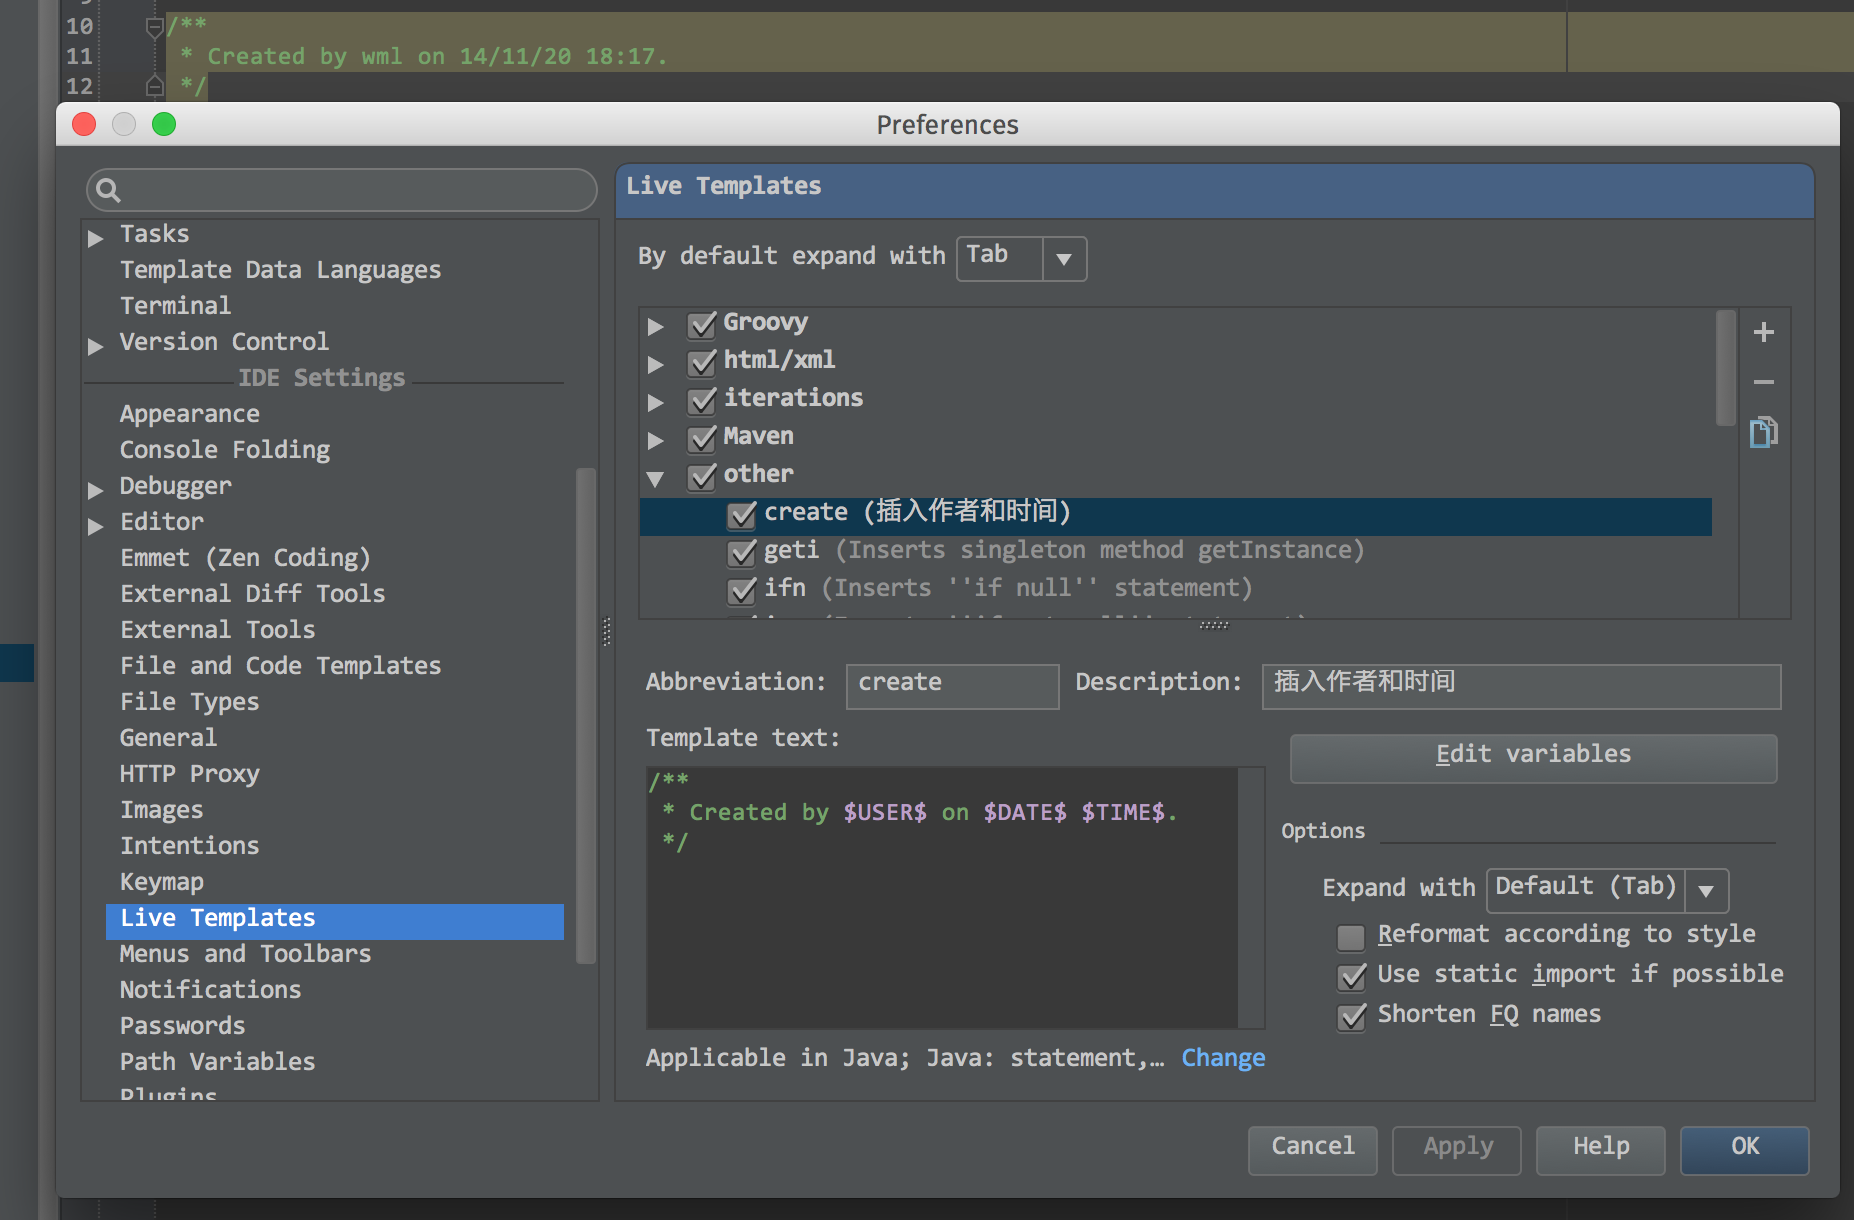 10 /**
11  * Created by wml on 14/11/20 18:17.
12  */
Preferences
Tasks
Template Data Languages
Terminal
Version Control
IDE Settings
Appearance
Console Folding
Debugger
Editor
Emmet (Zen Coding)
External Diff Tools
External Tools
File and Code Templates
File Types
General
HTTP Proxy
Images
Intentions
Keymap
Live Templates
Menus and Toolbars
Notifications
Passwords
Path Variables
Plugins
Live Templates
By default expand with Tab
Groovy
html/xml
iterations
Maven
other
create (插入作者和时间)
geti (Inserts singleton method getInstance)
ifn (Inserts ''if null'' statement)
Abbreviation: create Description: 插入作者和时间
Template text:
Edit variables
/**
 * Created by $USER$ on $DATE$ $TIME$.
 */
Options
Expand with Default (Tab)
Reformat according to style
Use static import if possible
Shorten FQ names
Applicable in Java; Java: statement,… Change
Cancel Apply Help OK